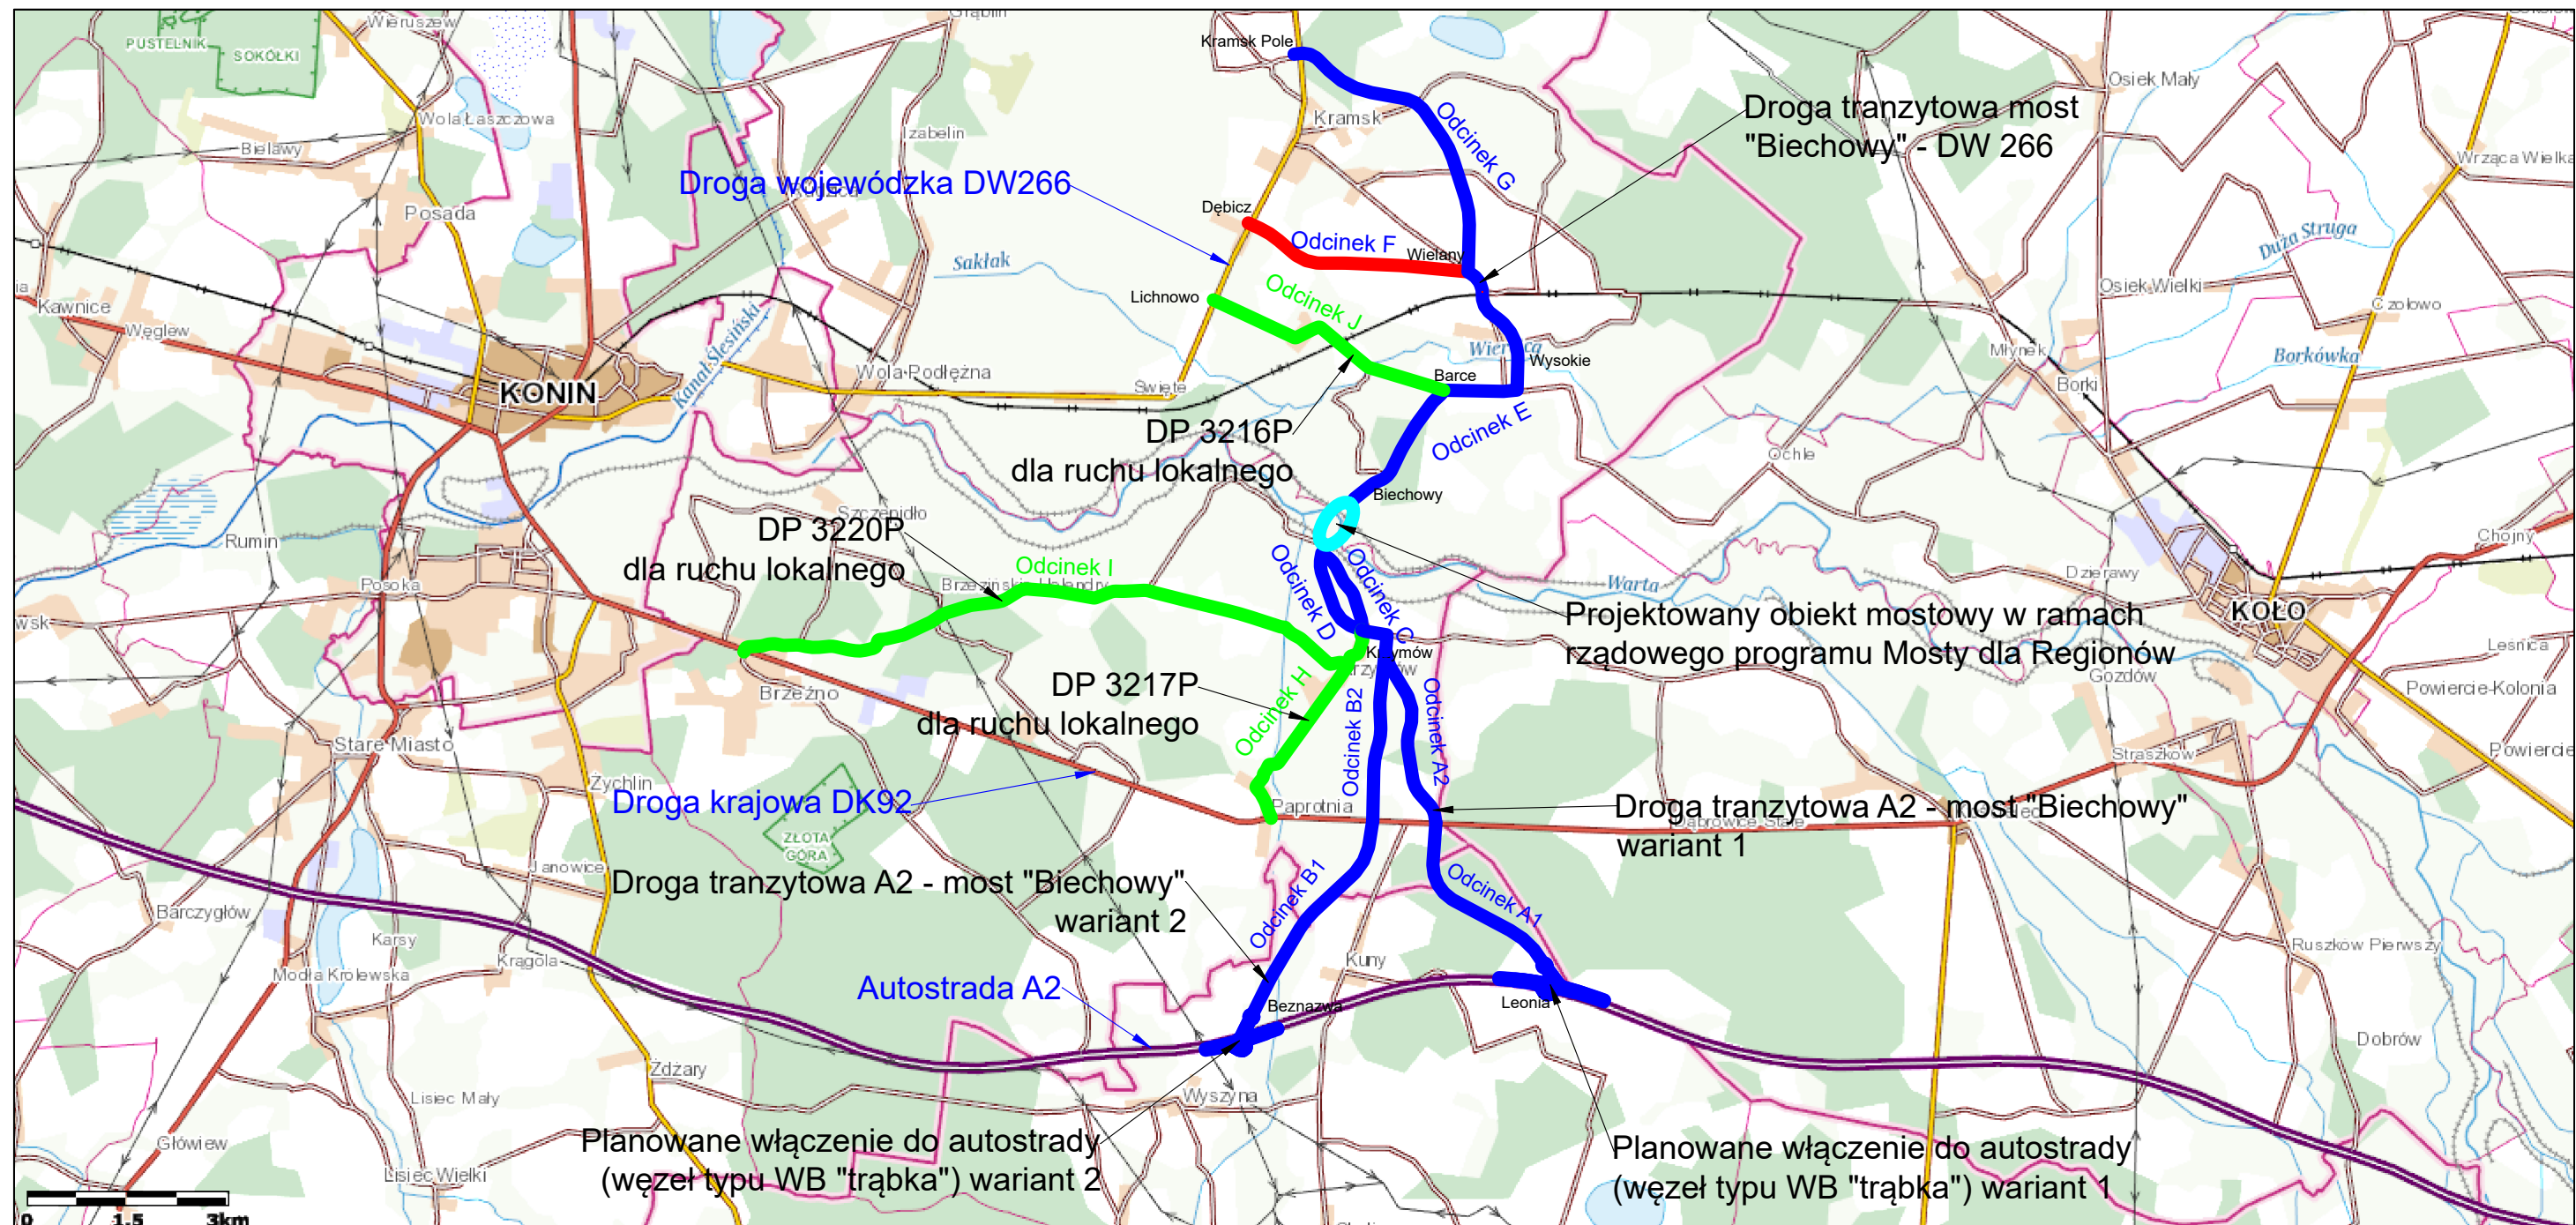 Wieruszew
Grąblin
PUSTELNIK
SOKÓŁKI
Kramsk Pole
Osiek Mały
Droga tranzytowa most
"Biechowy" - DW 266
Wola Łaszczowa
Kramsk
Odcinek G
Izabelin
Bielawy
Wrząca Wielka
Droga wojewódzka DW266
Posada
Dębicz
Duża Struga
Odcinek F
Wielany
Sakłak
Odcinek J
Lichnowo
Osiek Wielki
Kawnice
Czołowo
Węglew
Kanał Ślesiński
Wysokie
Młynek
Borkówka
Wola Podłężna
Święte
Barce
Borki
KONIN
Odcinek E
DP 3216P
dla ruchu lokalnego
Ochle
Biechowy
Szczepidło
DP 3220P
dla ruchu lokalnego
Rumin
Chojny
Odcinek I
Odcinek D
Odcinek C
Posoka
Warta
Dzierawy
KOŁO
Projektowany obiekt mostowy w ramach
rządowego programu Mosty dla Regionów
Krzymów
Leśnica
Gozdów
DP 3217P
dla ruchu lokalnego
Odcinek H
Odcinek B2
Odcinek A2
Brzeźno
Powiercie-Kolonia
Stare Miasto
Straszków
Powiercie
Żychlin
Droga krajowa DK92
Paprotnia
Droga tranzytowa A2 - most "Biechowy"
wariant 1
Dąbrowice Stare
ZŁOTA
GÓRA
Janowice
Droga tranzytowa A2 - most "Biechowy"
wariant 2
Odcinek B1
Odcinek A1
Barczygłów
Karsy
Krągola
Modła Królewska
Kuny
Ruszków Pierwszy
Autostrada A2
Beznazwa
Leonia
Dobrów
Żdżary
Wyszyna
Lisiec Mały
Główiew
Planowane włączenie do autostrady
(węzeł typu WB "trąbka") wariant 2
Planowane włączenie do autostrady
(węzeł typu WB "trąbka") wariant 1
Lisiec Wielki
0 1,5 3km